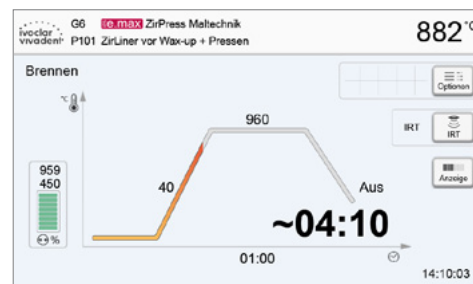 ivoclar
vivadent
G6 IPS e.max ZirPress Maltechnik
P101 ZirLiner vor Wax-up + Pressen
882 °C
Brennen
Optionen
°C
960
IRT
IRT
959
450
40
Anzeige
Aus
%
~04:10
01:00
14:10:03